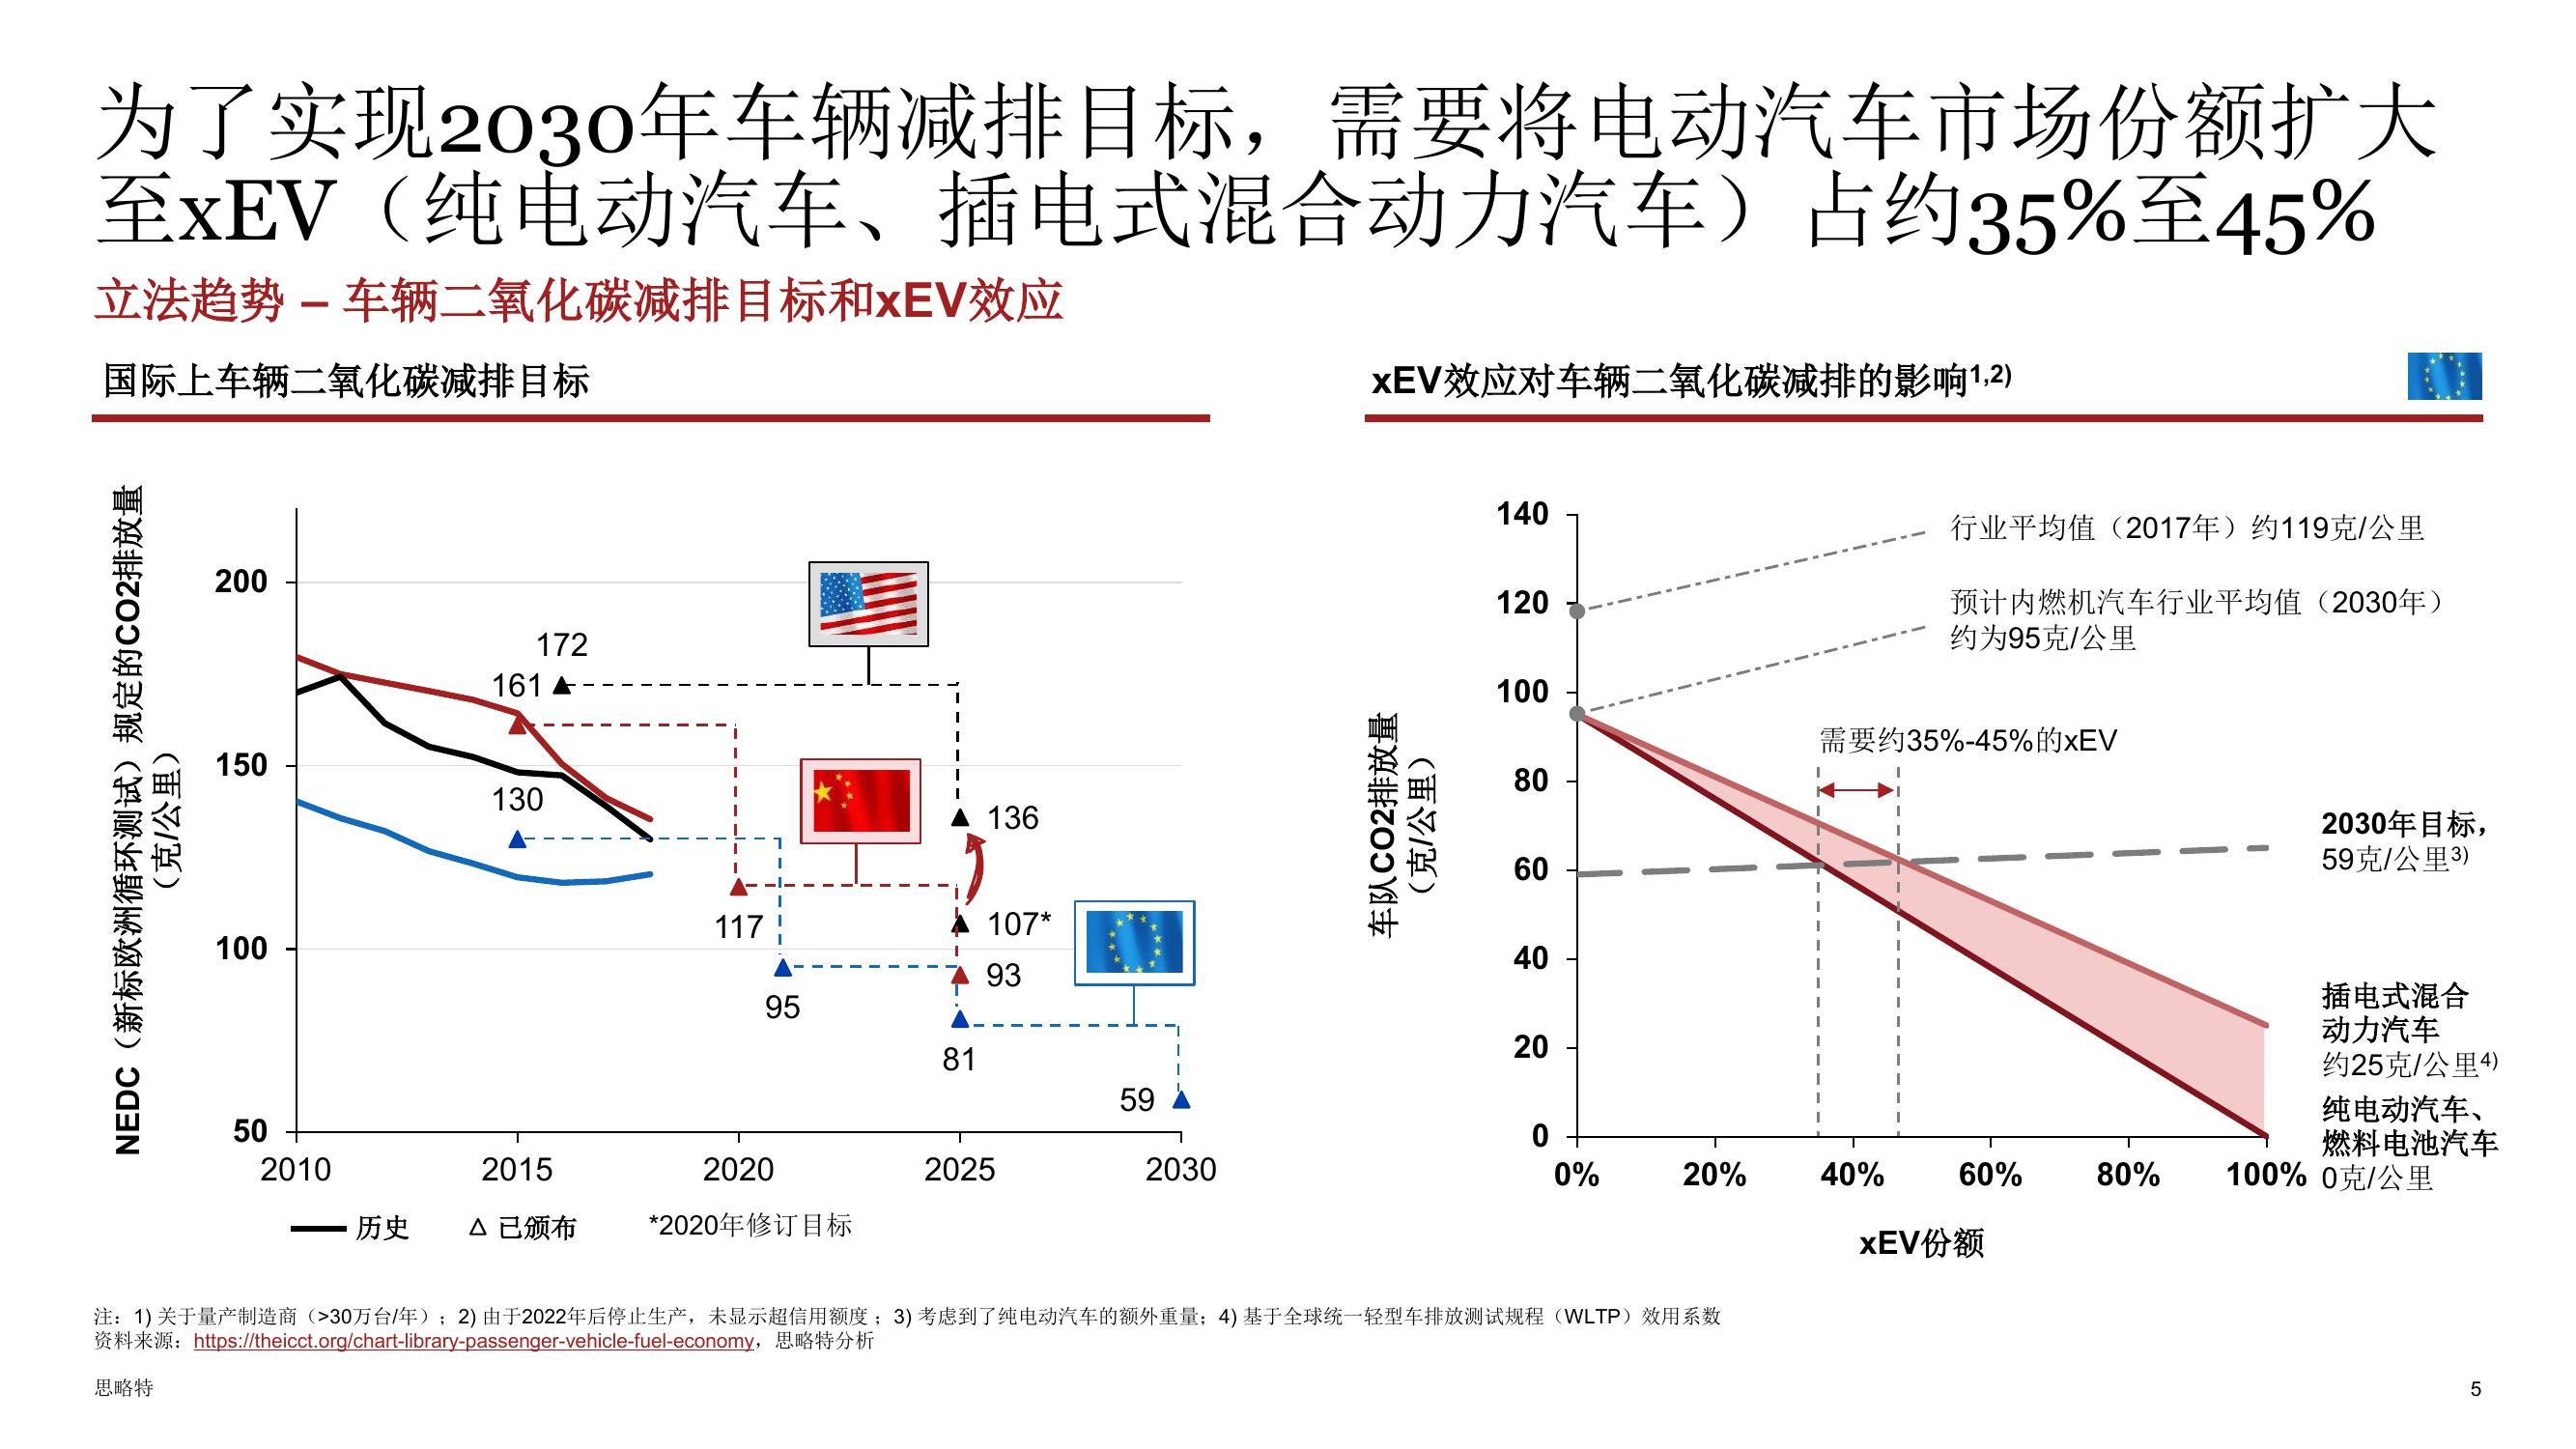 为了实现2030年车辆减排目标，需要将电动汽车市场份额扩大
至xEV（纯电动汽车、插电式混合动力汽车）占约35%至45%
立法趋势 – 车辆二氧化碳减排目标和xEV效应
国际上车辆二氧化碳减排目标
NEDC（新标欧洲循环测试）规定的CO2排放量
（克/公里）
200
150
100
50
172
161
130
117
95
136
107*
93
81
59
2010
2015
2020
2025
2030
历史
已颁布
*2020年修订目标
xEV效应对车辆二氧化碳减排的影响1,2)
车队CO2排放量
（克/公里）
140
120
100
80
60
40
20
0
行业平均值（2017年）约119克/公里
预计内燃机汽车行业平均值（2030年）
约为95克/公里
需要约35%-45%的xEV
2030年目标，
59克/公里3)
插电式混合
动力汽车
约25克/公里4)
纯电动汽车、
燃料电池汽车
0克/公里
0%
20%
40%
60%
80%
100%
xEV份额
注：1) 关于量产制造商（>30万台/年）；2) 由于2022年后停止生产，未显示超信用额度；3) 考虑到了纯电动汽车的额外重量；4) 基于全球统一轻型车排放测试规程（WLTP）效用系数
资料来源：https://theicct.org/chart-library-passenger-vehicle-fuel-economy，思略特分析
思略特
5